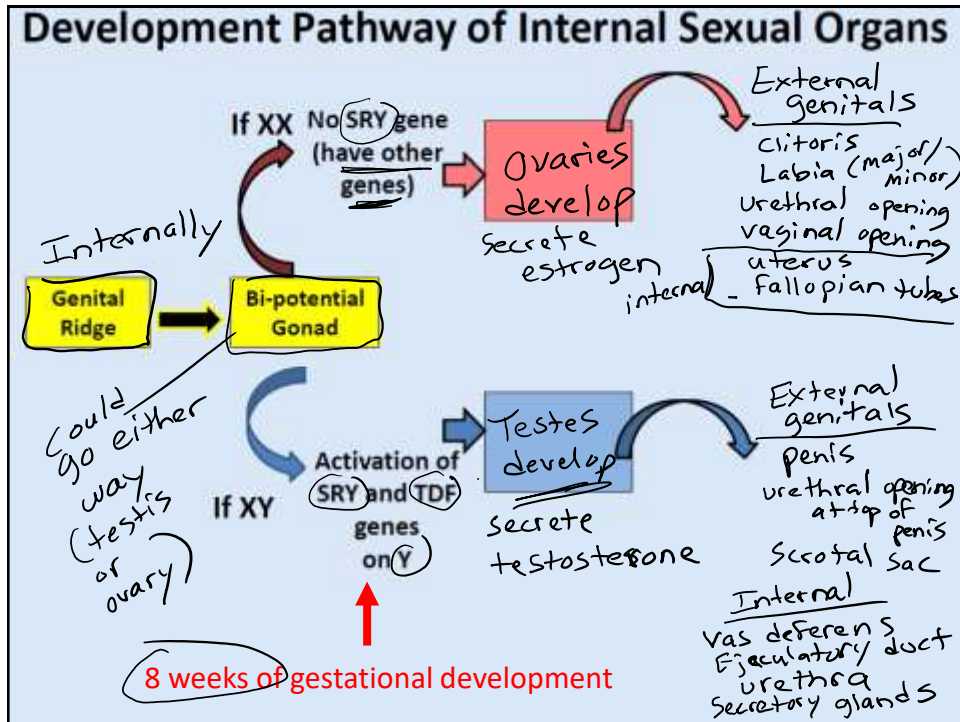 Development Pathway of Internal Sexual Organs
If XX
No SRY gene
(have other
genes)
Ovaries
develop
secrete
estrogen
External
genitals
clitoris
Labia (major/
minor)
urethral opening
vaginal opening
internal
uterus
- Fallopian tubes
Internally
Genital
Ridge
Bi-potential
Gonad
could
go either
way
(testis
or
ovary)
If XY
Activation of
SRY and TDF
genes
on Y
Testes
develop
secrete
testosterone
External
genitals
penis
urethral opening
at top of
penis
Scrotal sac
Internal
vas deferens
Ejaculatory duct
urethra
Secretory glands
8 weeks of gestational development